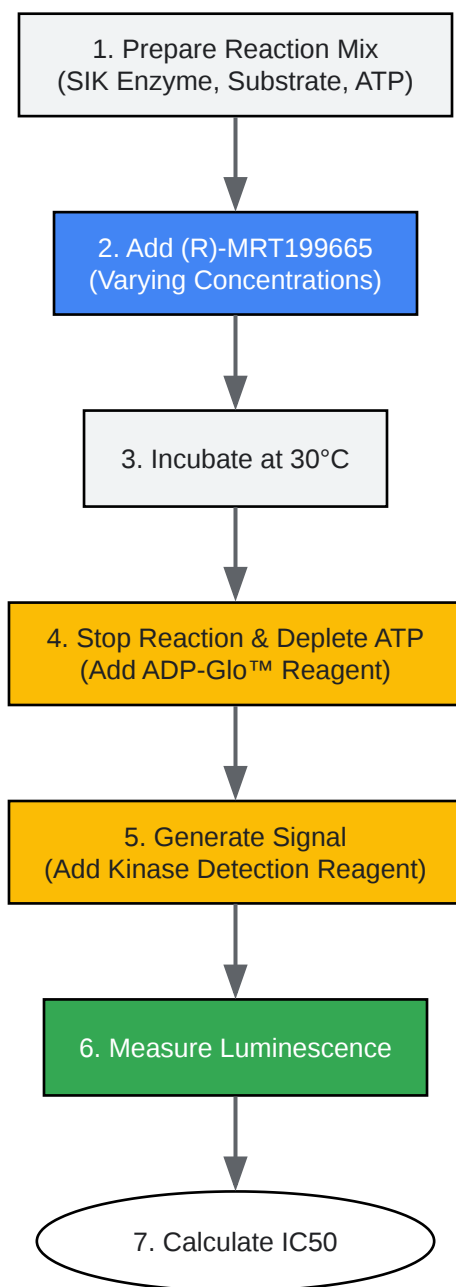 1. Prepare Reaction Mix
(SIK Enzyme, Substrate, ATP)
2. Add (R)-MRT199665
(Varying Concentrations)
3. Incubate at 30°C
4. Stop Reaction & Deplete ATP
(Add ADP-Glo™ Reagent)
5. Generate Signal
(Add Kinase Detection Reagent)
6. Measure Luminescence
7. Calculate IC50